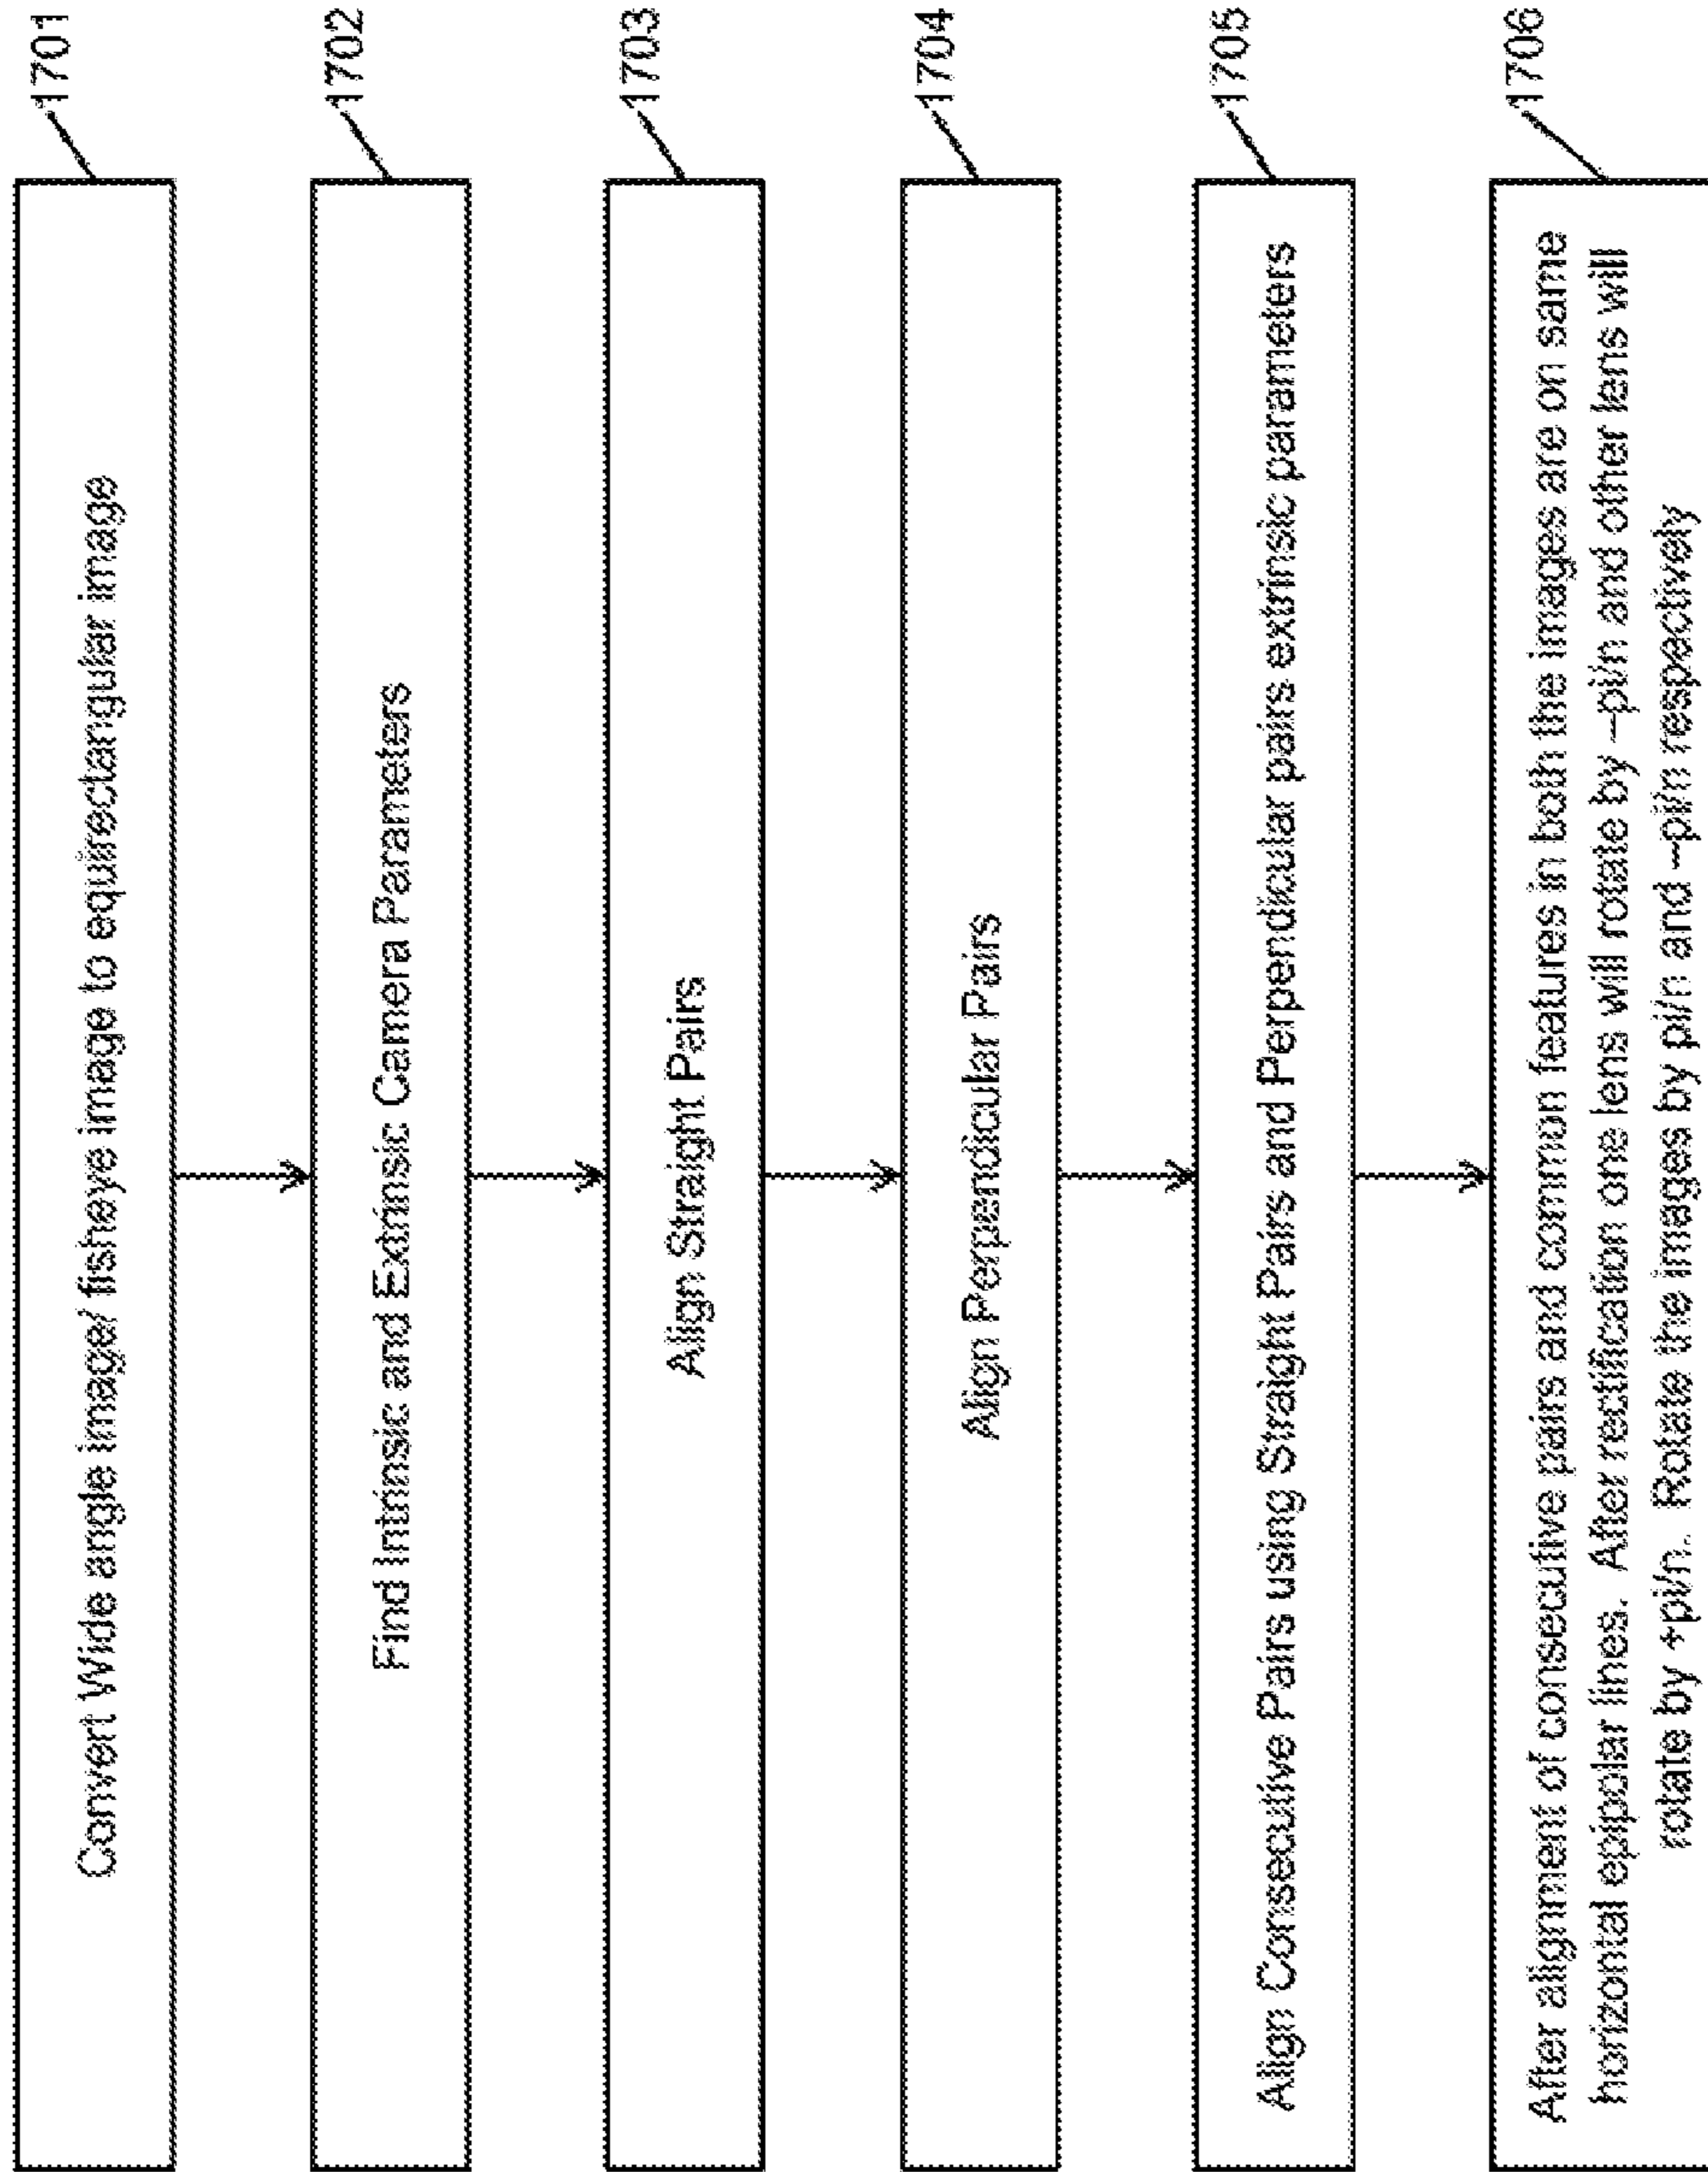 Convert Wide angle image/ fisheye image to equirectangular image
1701
Find Intrinsic and Extrinsic Camera Parameters
1702
Align Straight Pairs
1703
Align Perpendicular Pairs
1704
Align Consecutive Pairs using Straight Pairs and Perpendicular pairs extrinsic parameters
1705
After alignment of consecutive pairs and common features in both the images are on same
horizontal epipolar lines. After rectification one lens will rotate by –pi/n and other lens will
rotate by +pi/n. Rotate the images by pi/n and –pi/n respectively
1706